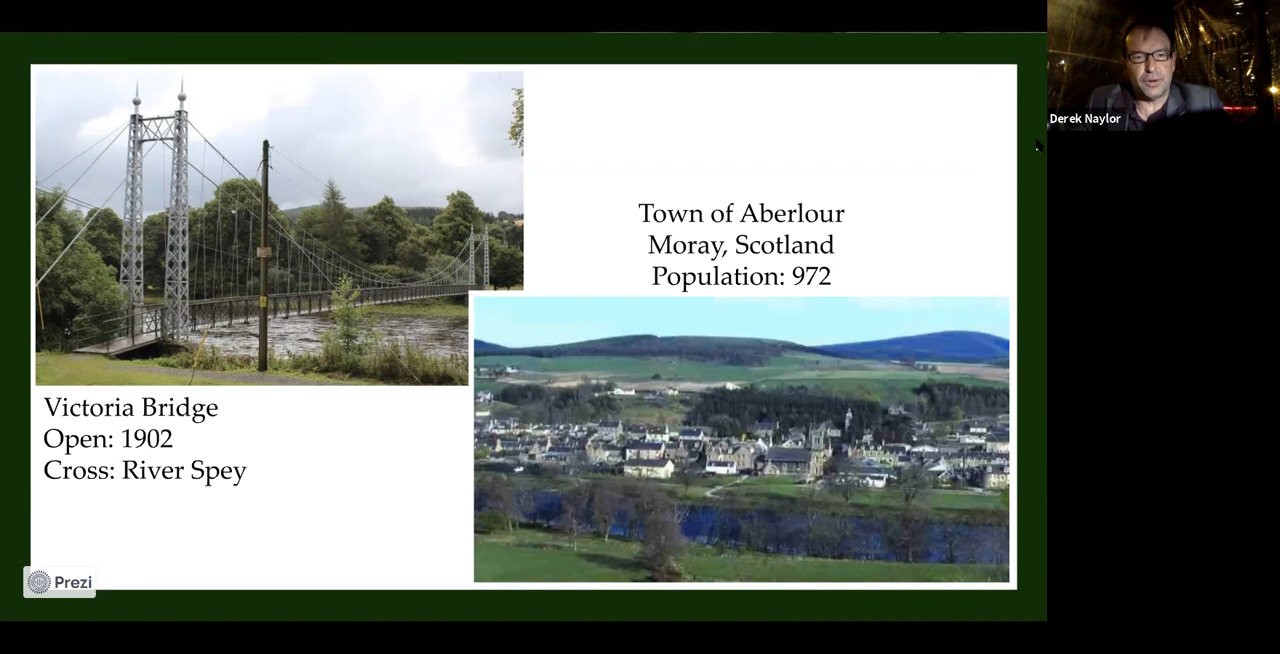 Derek Naylor
Town of Aberlour
Moray, Scotland
Population: 972
Victoria Bridge
Open: 1902
Cross: River Spey
Prezi